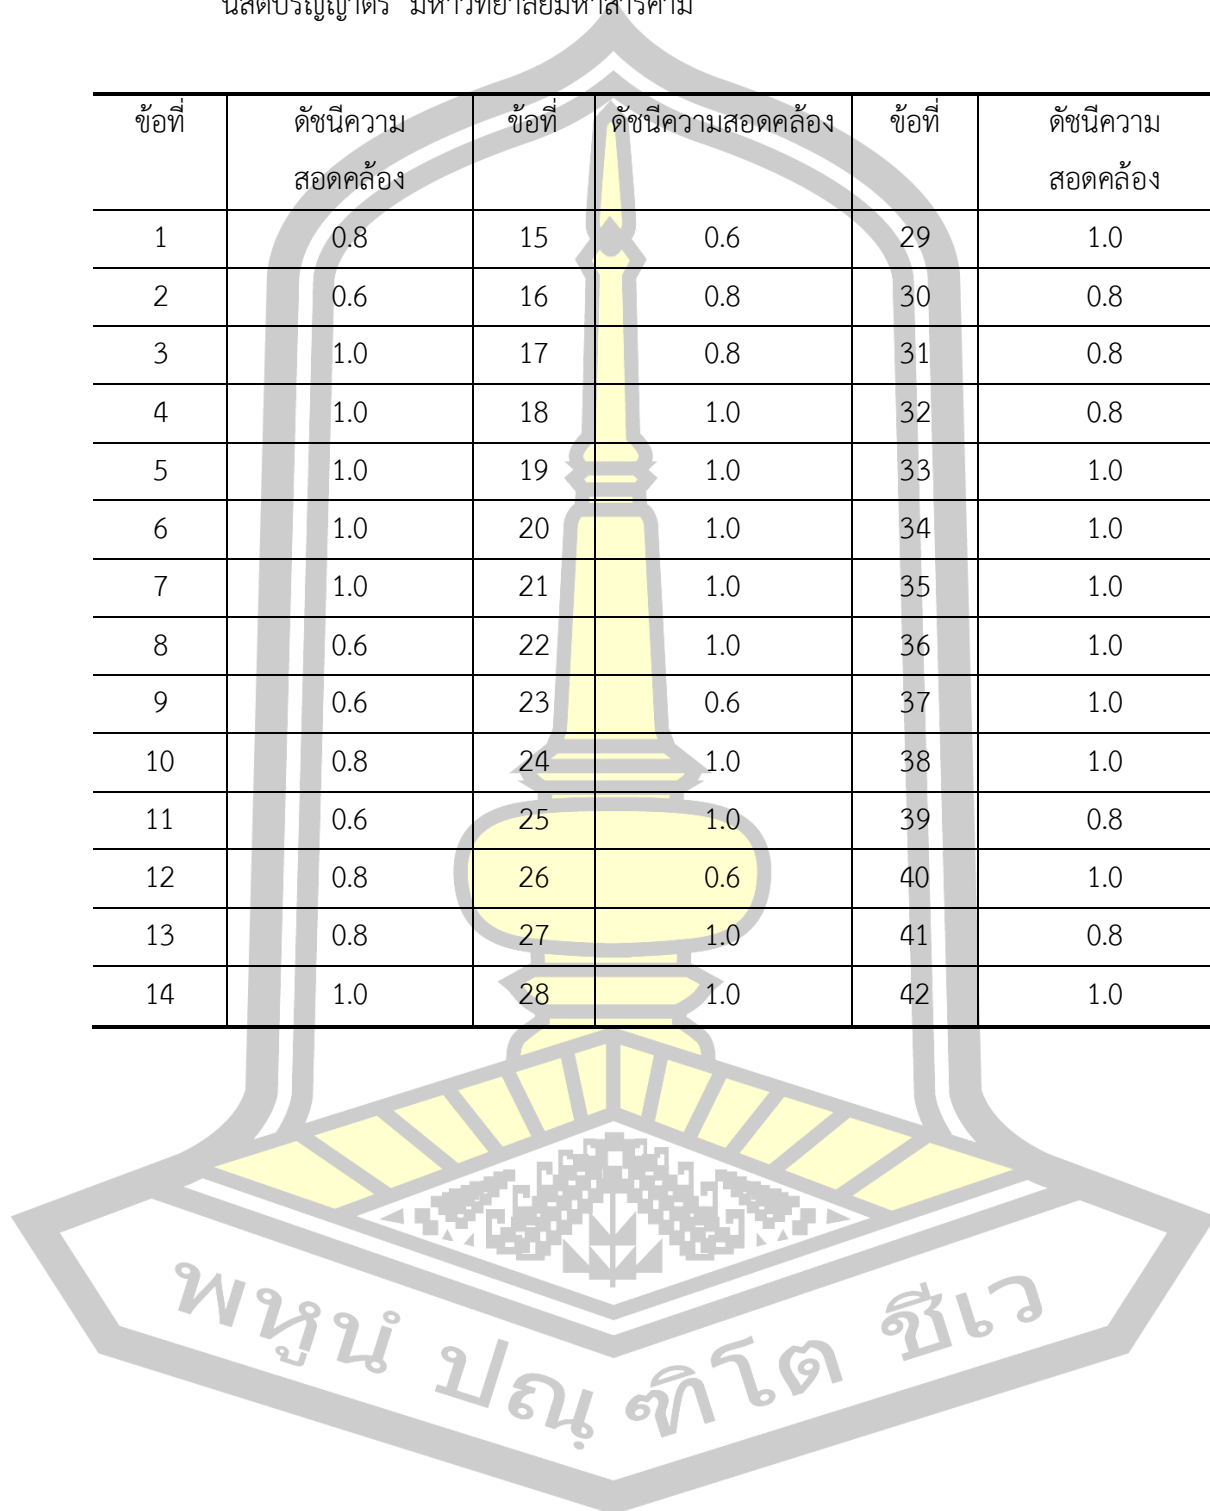 นิสิตปริญญาตรี มหาวิทยาลัยมหาสารคาม
ข้อที่ ดัชนีความสอดคล้อง ข้อที่ ดัชนีความสอดคล้อง ข้อที่ ดัชนีความสอดคล้อง
1 0.8 15 0.6 29 1.0
2 0.6 16 0.8 30 0.8
3 1.0 17 0.8 31 0.8
4 1.0 18 1.0 32 0.8
5 1.0 19 1.0 33 1.0
6 1.0 20 1.0 34 1.0
7 1.0 21 1.0 35 1.0
8 0.6 22 1.0 36 1.0
9 0.6 23 0.6 37 1.0
10 0.8 24 1.0 38 1.0
11 0.6 25 1.0 39 0.8
12 0.8 26 0.6 40 1.0
13 0.8 27 1.0 41 0.8
14 1.0 28 1.0 42 1.0
พหูนํ ปณฺฑิโต ชีเว